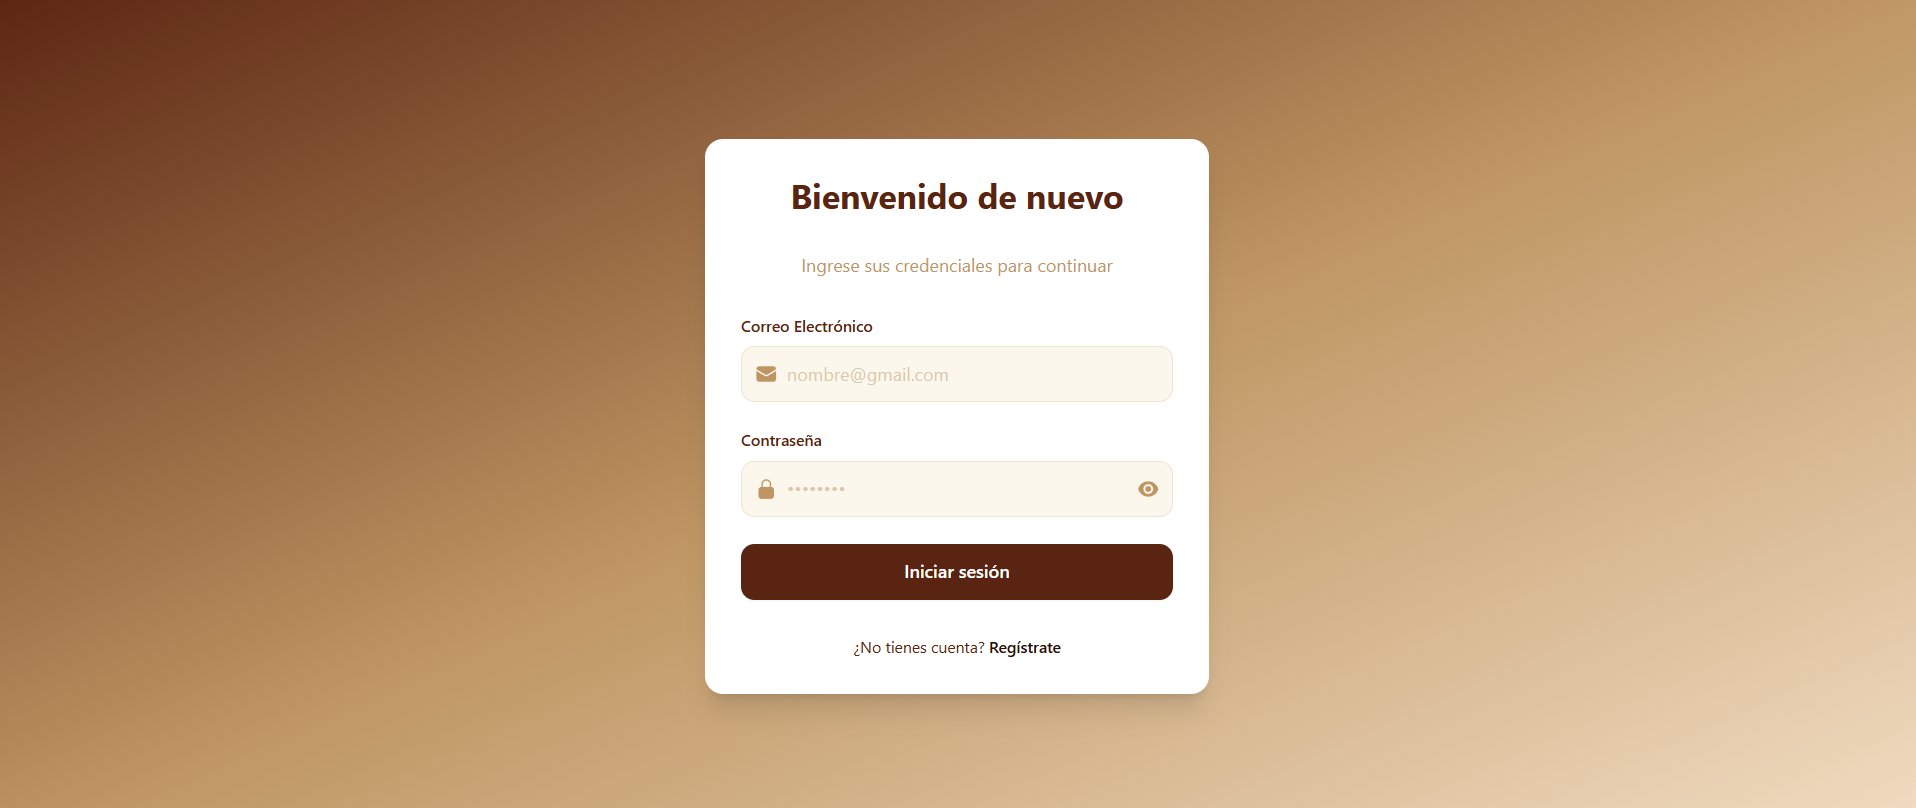 Bienvenido de nuevo
Ingrese sus credenciales para continuar
Correo Electrónico
nombre@gmail.com
Contraseña
••••••••
Iniciar sesión
¿No tienes cuenta? Regístrate